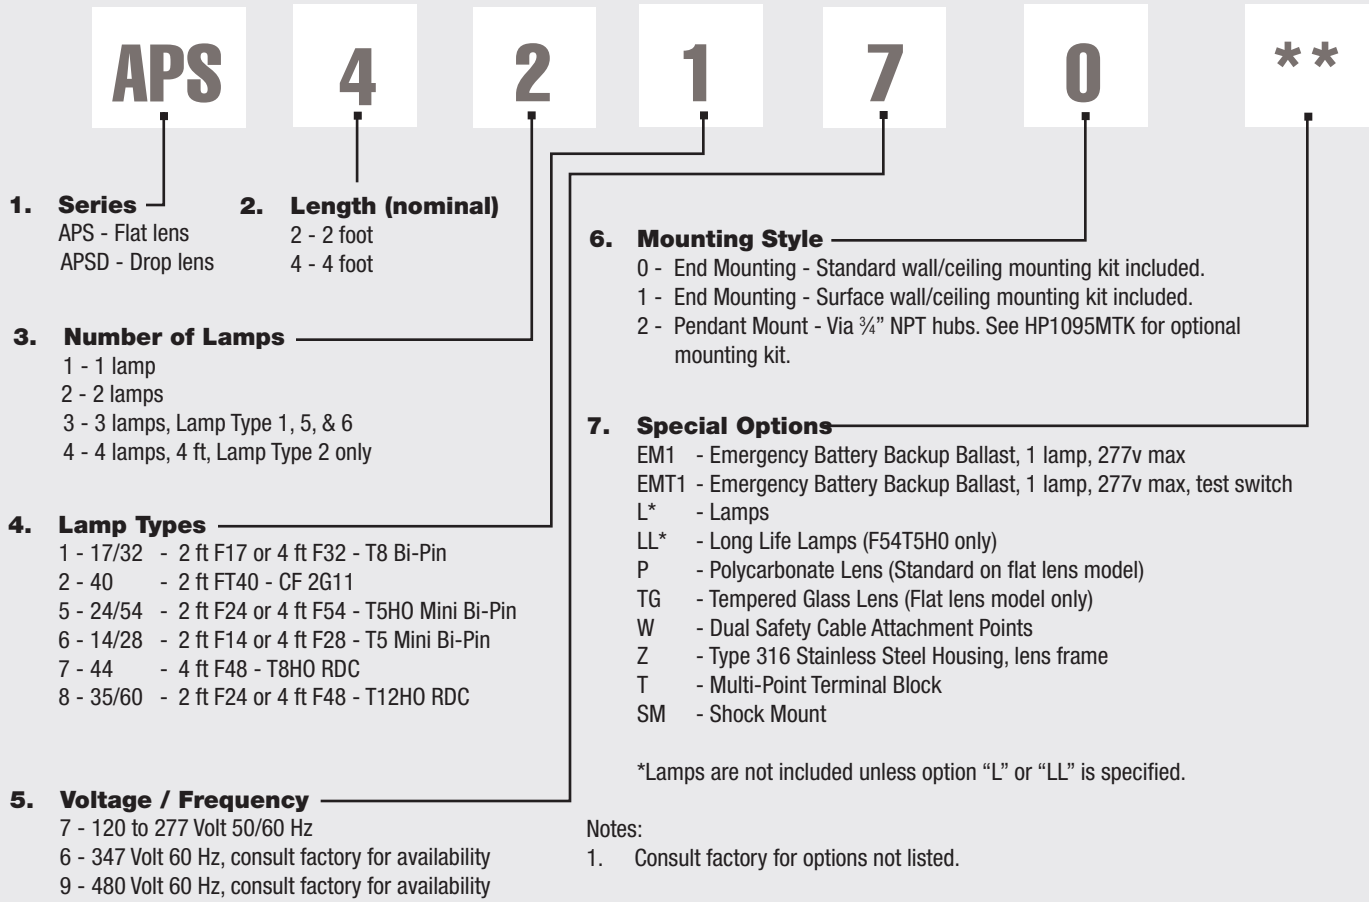 APS 4 2 1 7 0 **
1. Series
APS - Flat lens
APSD - Drop lens
2. Length (nominal)
2 - 2 foot
4 - 4 foot
3. Number of Lamps
1 - 1 lamp
2 - 2 lamps
3 - 3 lamps, Lamp Type 1, 5, & 6
4 - 4 lamps, 4 ft, Lamp Type 2 only
4. Lamp Types
1 - 17/32 - 2 ft F17 or 4 ft F32 - T8 Bi-Pin
2 - 40 - 2 ft FT40 - CF 2G11
5 - 24/54 - 2 ft F24 or 4 ft F54 - T5HO Mini Bi-Pin
6 - 14/28 - 2 ft F14 or 4 ft F28 - T5 Mini Bi-Pin
7 - 44 - 4 ft F48 - T8HO RDC
8 - 35/60 - 2 ft F24 or 4 ft F48 - T12HO RDC
5. Voltage / Frequency
7 - 120 to 277 Volt 50/60 Hz
6 - 347 Volt 60 Hz, consult factory for availability
9 - 480 Volt 60 Hz, consult factory for availability
6. Mounting Style
0 - End Mounting - Standard wall/ceiling mounting kit included.
1 - End Mounting - Surface wall/ceiling mounting kit included.
2 - Pendant Mount - Via ¾” NPT hubs. See HP1095MTK for optional
mounting kit.
7. Special Options
EM1 - Emergency Battery Backup Ballast, 1 lamp, 277v max
EMT1 - Emergency Battery Backup Ballast, 1 lamp, 277v max, test switch
L* - Lamps
LL* - Long Life Lamps (F54T5H0 only)
P - Polycarbonate Lens (Standard on flat lens model)
TG - Tempered Glass Lens (Flat lens model only)
W - Dual Safety Cable Attachment Points
Z - Type 316 Stainless Steel Housing, lens frame
T - Multi-Point Terminal Block
SM - Shock Mount
*Lamps are not included unless option “L” or “LL” is specified.
Notes:
1. Consult factory for options not listed.